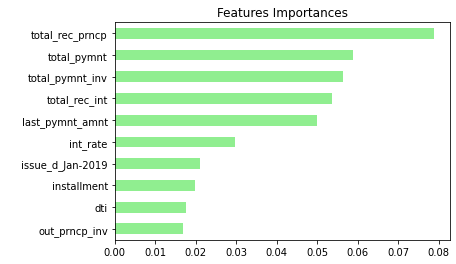 Features Importances
total_rec_prncp
total_pymnt
total_pymnt_inv
total_rec_int
last_pymnt_amnt
int_rate
issue_d_Jan-2019
installment
dti
out_prncp_inv
0.00 0.01 0.02 0.03 0.04 0.05 0.06 0.07 0.08